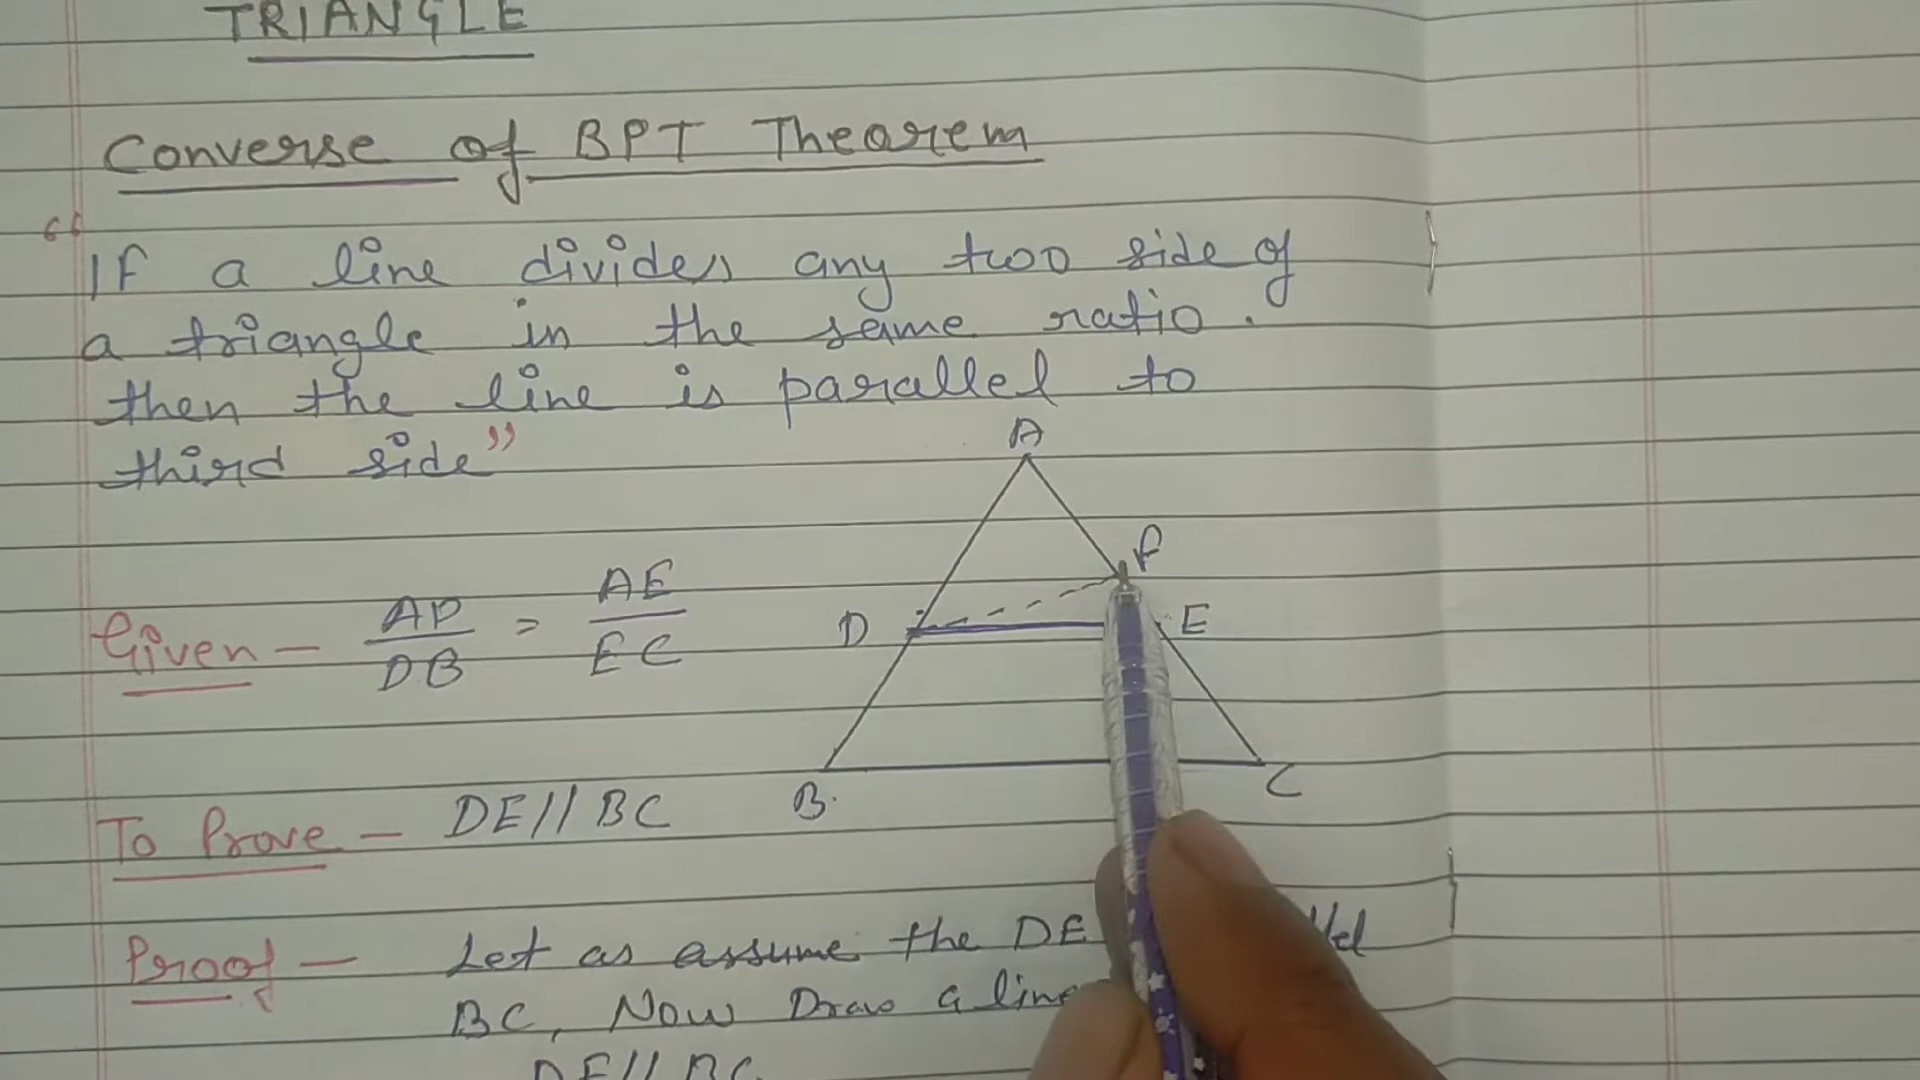 TRIANGLE
Converse of BPT Theorem
“ If a line divides any two side of
a triangle in the same ratio.
then the line is parallel to
third side”
A
D
E
B.
C
Given - AD/DB = AE/EC
To Prove - DE // BC
Proof - Let as assume the DE
BC, Now Draw a line
DE // BC